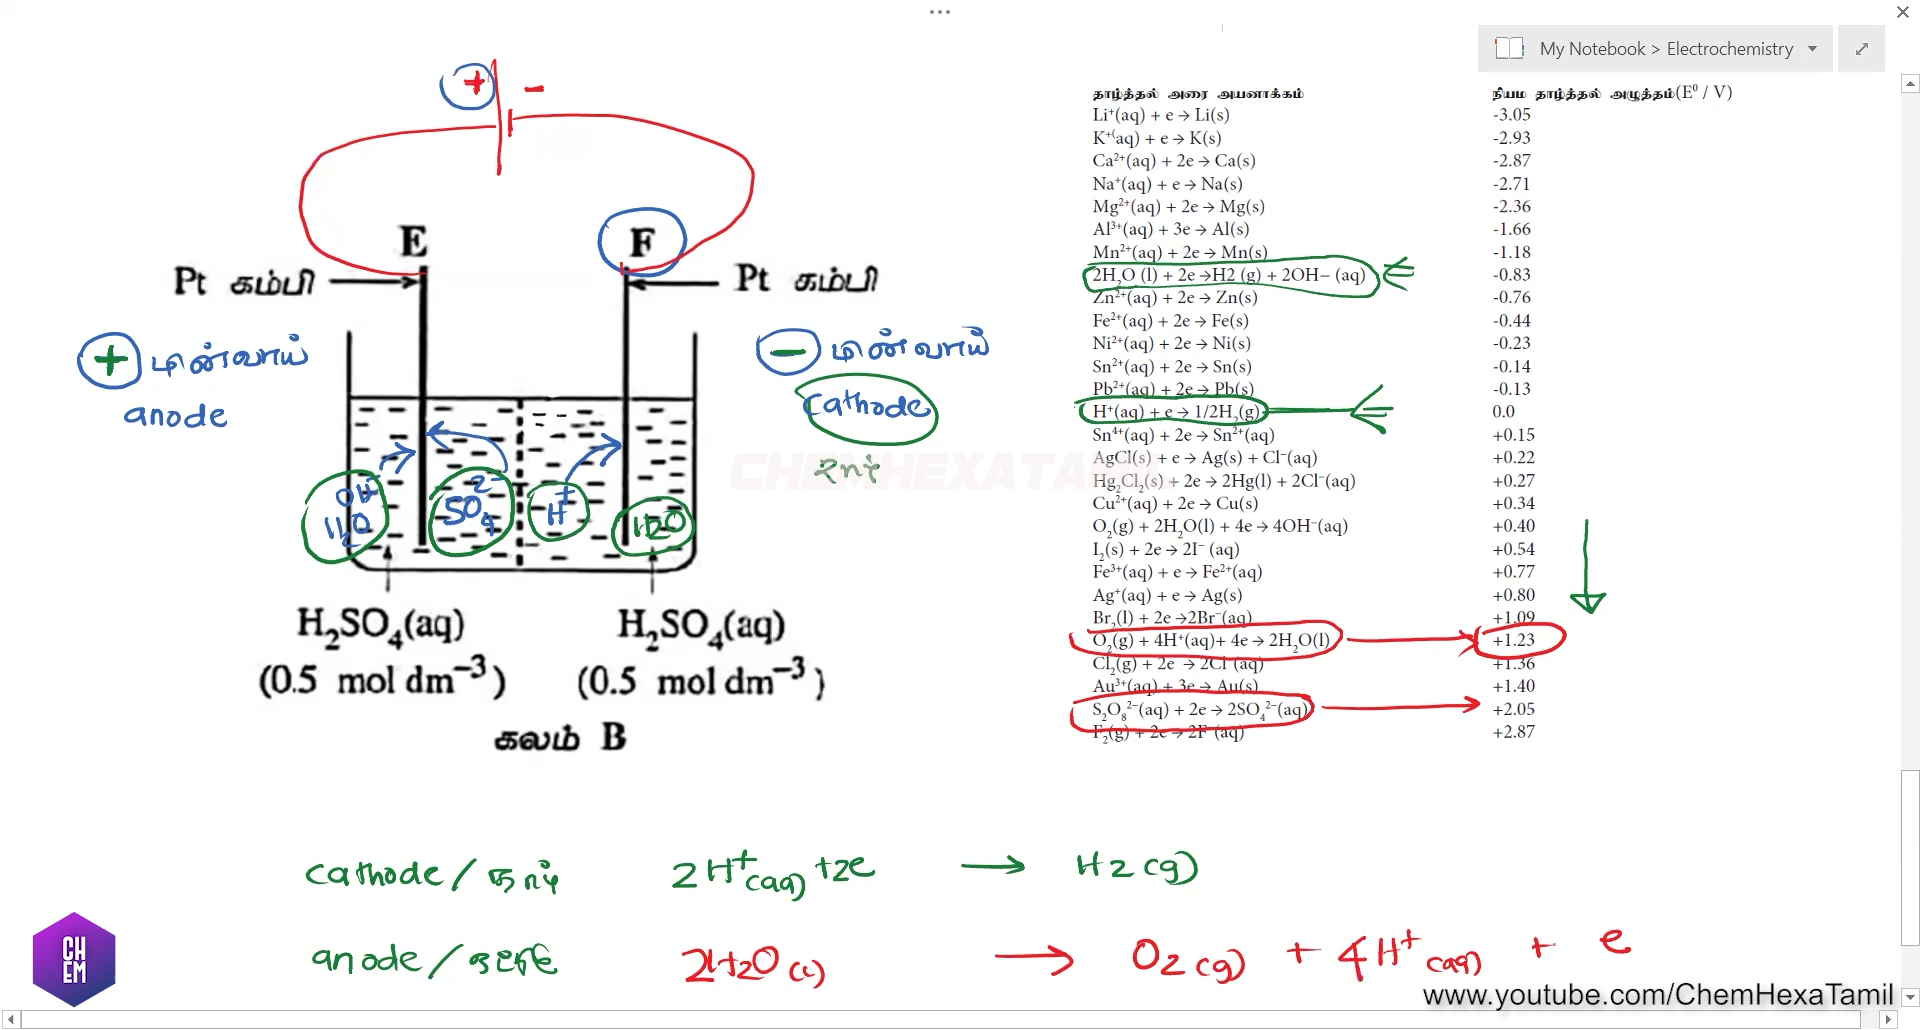 My Notebook > Electrochemistry
+ -
E F
Pt கம்பி Pt கம்பி
+ மின்வாய்
anode
- மின்வாய்
cathode
OH⁻
H₂O
SO₄²⁻
H⁺
H2O
H₂SO₄(aq) H₂SO₄(aq)
(0.5 mol dm⁻³) (0.5 mol dm⁻³)
கலம் B
தாழ்த்தல் அரை அயனாக்கம் நியம தாழ்த்தல் அழுத்தம்(E⁰ / V)
Li⁺(aq) + e → Li(s) -3.05
K⁺⁽aq) + e → K(s) -2.93
Ca²⁺(aq) + 2e → Ca(s) -2.87
Na⁺(aq) + e → Na(s) -2.71
Mg²⁺(aq) + 2e → Mg(s) -2.36
Al³⁺(aq) + 3e → Al(s) -1.66
Mn²⁺(aq) + 2e → Mn(s) -1.18
2H₂O (l) + 2e →H2 (g) + 2OH− (aq) -0.83
Zn²⁺(aq) + 2e → Zn(s) -0.76
Fe²⁺(aq) + 2e → Fe(s) -0.44
Ni²⁺(aq) + 2e → Ni(s) -0.23
Sn²⁺(aq) + 2e → Sn(s) -0.14
Pb²⁺(aq) + 2e → Pb(s) -0.13
H⁺(aq) + e → 1/2H₂(g) 0.0
Sn⁴⁺(aq) + 2e → Sn²⁺(aq) +0.15
AgCl(s) + e → Ag(s) + Cl⁻(aq) +0.22
Hg₂Cl₂(s) + 2e → 2Hg(l) + 2Cl⁻(aq) +0.27
Cu²⁺(aq) + 2e → Cu(s) +0.34
O₂(g) + 2H₂O(l) + 4e → 4OH⁻(aq) +0.40
I₂(s) + 2e → 2I⁻ (aq) +0.54
Fe³⁺(aq) + e → Fe²⁺(aq) +0.77
Ag⁺(aq) + e → Ag(s) +0.80
Br₂(l) + 2e →2Br⁻(aq) +1.09
O₂(g) + 4H⁺(aq)+ 4e → 2H₂O(l) +1.23
Cl₂(g) + 2e → 2Cl⁻(aq) +1.36
Au³⁺(aq) + 3e → Au(s) +1.40
S₂O₈²⁻(aq) + 2e → 2SO₄²⁻(aq) +2.05
F₂(g) + 2e → 2F⁻(aq) +2.87
CHEMHEXATAMIL
cathode / 2H⁺(aq) +2e → H2 (g)
anode / 2H2O (l) → O2 (g) + 4H⁺(aq) + e
CH
EM
www.youtube.com/ChemHexaTamil